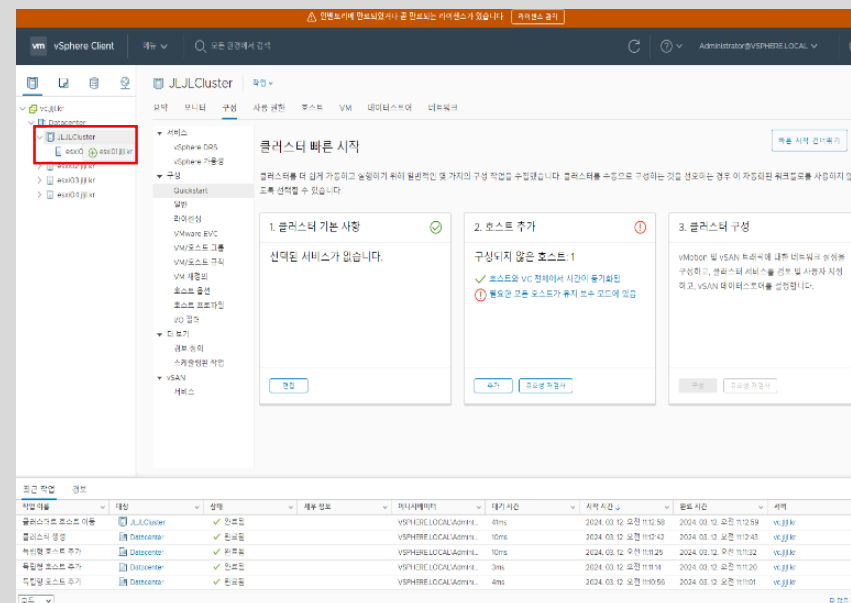 인벤토리에 만료되었거나 곧 만료되는 라이센스가 있습니다. 라이센스 관리
vm vSphere Client 메뉴 모든 환경에서 검색 Administrator@VSPHERE.LOCAL
JLJLCluster 작업
요약 모니터 구성 사용 권한 호스트 VM 데이터스토어 네트워크
vc.jljl.kr
Datacenter
JLJLCluster
esxi0 esxi01.jljl.kr
esxi02.jljl.kr
esxi03.jljl.kr
esxi04.jljl.kr
서비스
vSphere DRS
vSphere 가용성
구성
Quickstart
일반
라이센싱
VMware EVC
VM/호스트 그룹
VM/호스트 규칙
VM 재정의
호스트 옵션
호스트 프로파일
I/O 필터
더 보기
경보 정의
스케줄링된 작업
vSAN
서비스
클러스터 빠른 시작
빠른 시작 건너뛰기
클러스터를 더 쉽게 가동하고 실행하기 위해 일반적인 몇 가지의 구성 작업을 수집했습니다. 클러스터를 수동으로 구성하는 것을 선호하는 경우 이 자동화된 워크플로를 사용하지 않
도록 선택할 수 있습니다.
1. 클러스터 기본 사항
선택된 서비스가 없습니다.
편집
2. 호스트 추가
구성되지 않은 호스트: 1
호스트와 VC 전체에서 시간이 동기화됨
필요한 모든 호스트가 유지 보수 모드에 있음
추가 유효성 재검사
3. 클러스터 구성
vMotion 및 vSAN 트래픽에 대한 네트워크 설정을
구성하고, 클러스터 서비스를 검토 및 사용자 지정
하고, vSAN 데이터스토어를 설정합니다.
구성 유효성 재검사
최근 작업 경보
작업 이름 대상 상태 세부 정보 이니시에이터 대기 시간 시작 시간 완료 시간 서버
클러스터로 호스트 이동 JLJLCluster 완료됨 VSPHERE.LOCAL\Admini... 41ms 2024. 03. 12. 오전 11:12:58 2024. 03. 12. 오전 11:12:59 vc.jljl.kr
클러스터 생성 Datacenter 완료됨 VSPHERE.LOCAL\Admini... 10ms 2024. 03. 12. 오전 11:12:43 2024. 03. 12. 오전 11:12:43 vc.jljl.kr
독립형 호스트 추가 Datacenter 완료됨 VSPHERE.LOCAL\Admini... 10ms 2024. 03. 12. 오전 11:11:25 2024. 03. 12. 오전 11:11:32 vc.jljl.kr
독립형 호스트 추가 Datacenter 완료됨 VSPHERE.LOCAL\Admini... 3ms 2024. 03. 12. 오전 11:11:14 2024. 03. 12. 오전 11:11:20 vc.jljl.kr
독립형 호스트 추가 Datacenter 완료됨 VSPHERE.LOCAL\Admini... 4ms 2024. 03. 12. 오전 11:10:56 2024. 03. 12. 오전 11:11:01 vc.jljl.kr
모두